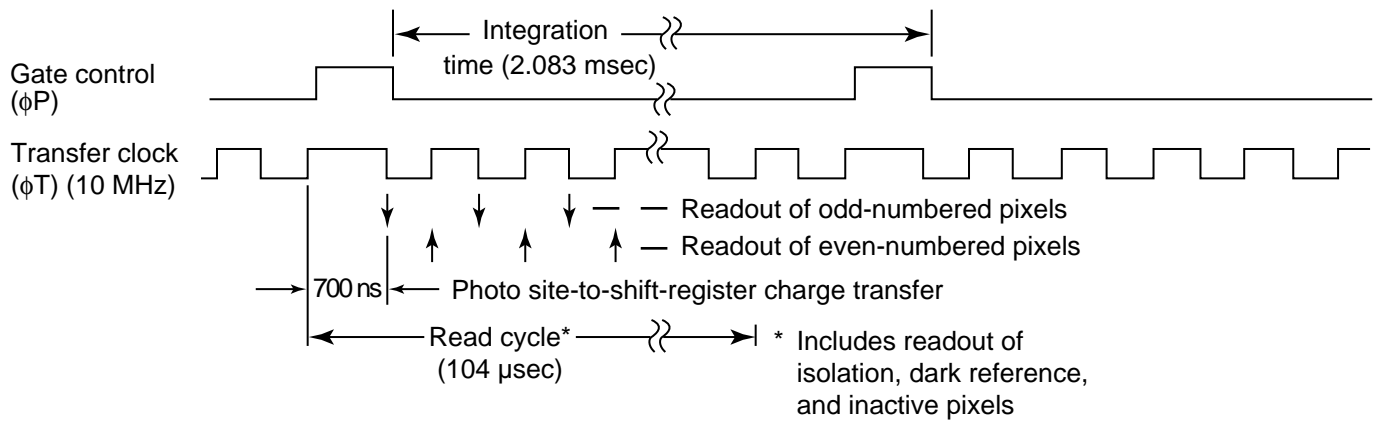 Integration
time (2.083 msec)
Gate control
(ϕP)
Transfer clock
(ϕT) (10 MHz)
Readout of odd-numbered pixels
Readout of even-numbered pixels
700 ns
Photo site-to-shift-register charge transfer
Read cycle*
(104 μsec)
* Includes readout of
isolation, dark reference,
and inactive pixels